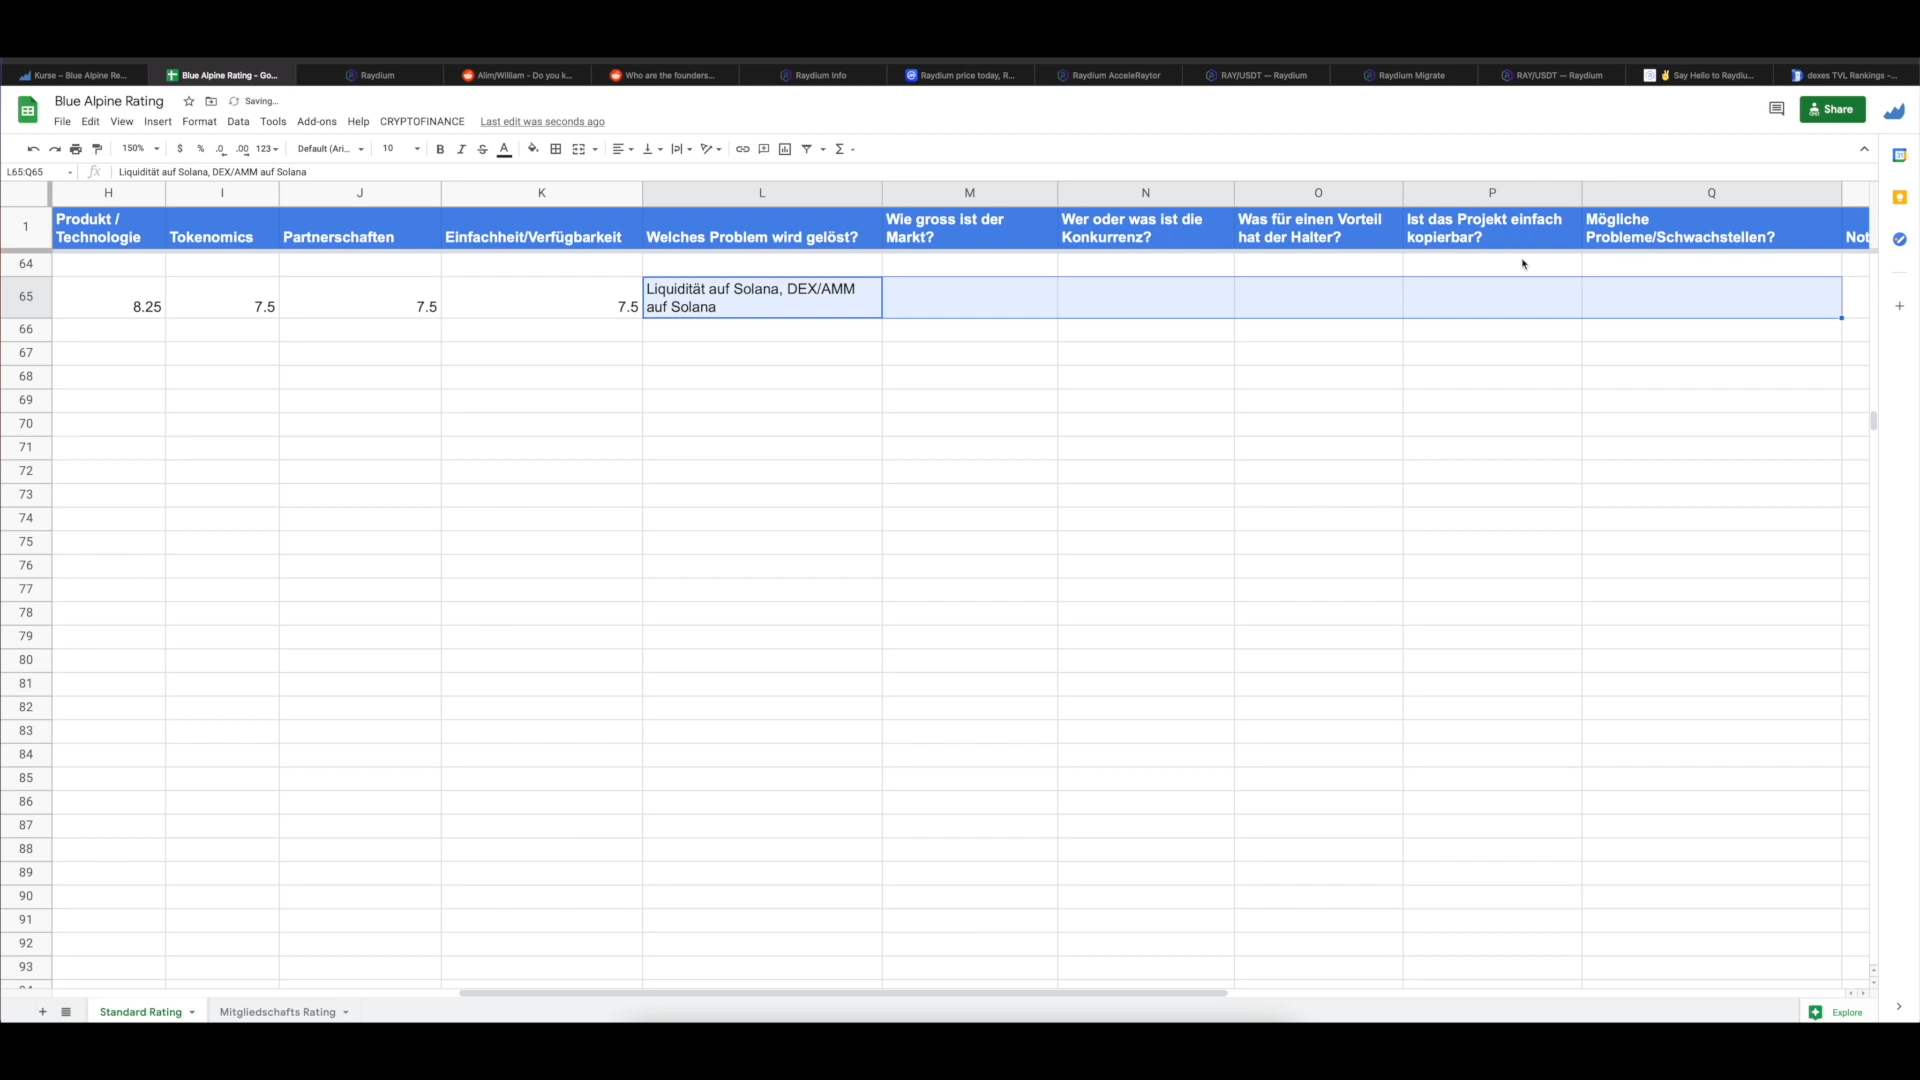 Kurse – Blue Alpine Re...
Blue Alpine Rating - Go...
Raydium
Alim/William - Do you k...
Who are the founders...
Raydium Info
Raydium price today, R...
Raydium AcceleRaytor
RAY/USDT — Raydium
Raydium Migrate
RAY/USDT — Raydium
Say Hello to Raydiu...
dexes TVL Rankings -...
Blue Alpine Rating
Saving...
Share
File Edit View Insert Format Data Tools Add-ons Help CRYPTOFINANCE Last edit was seconds ago
150% $ % .0 .00 123 Default (Ari... 10 B I S A Σ
31
L65:Q65 fx Liquidität auf Solana, DEX/AMM auf Solana
H I J K L M N O P Q
1
Produkt /
Technologie
Tokenomics
Partnerschaften
Einfachheit/Verfügbarkeit
Welches Problem wird gelöst?
Wie gross ist der
Markt?
Wer oder was ist die
Konkurrenz?
Was für einen Vorteil
hat der Halter?
Ist das Projekt einfach
kopierbar?
Mögliche
Probleme/Schwachstellen?
Not
64
65 8.25 7.5 7.5 7.5
Liquidität auf Solana, DEX/AMM
auf Solana
66
67
68
69
70
71
72
73
74
75
76
77
78
79
80
81
82
83
84
85
86
87
88
89
90
91
92
93
Standard Rating
Mitgliedschafts Rating
Explore